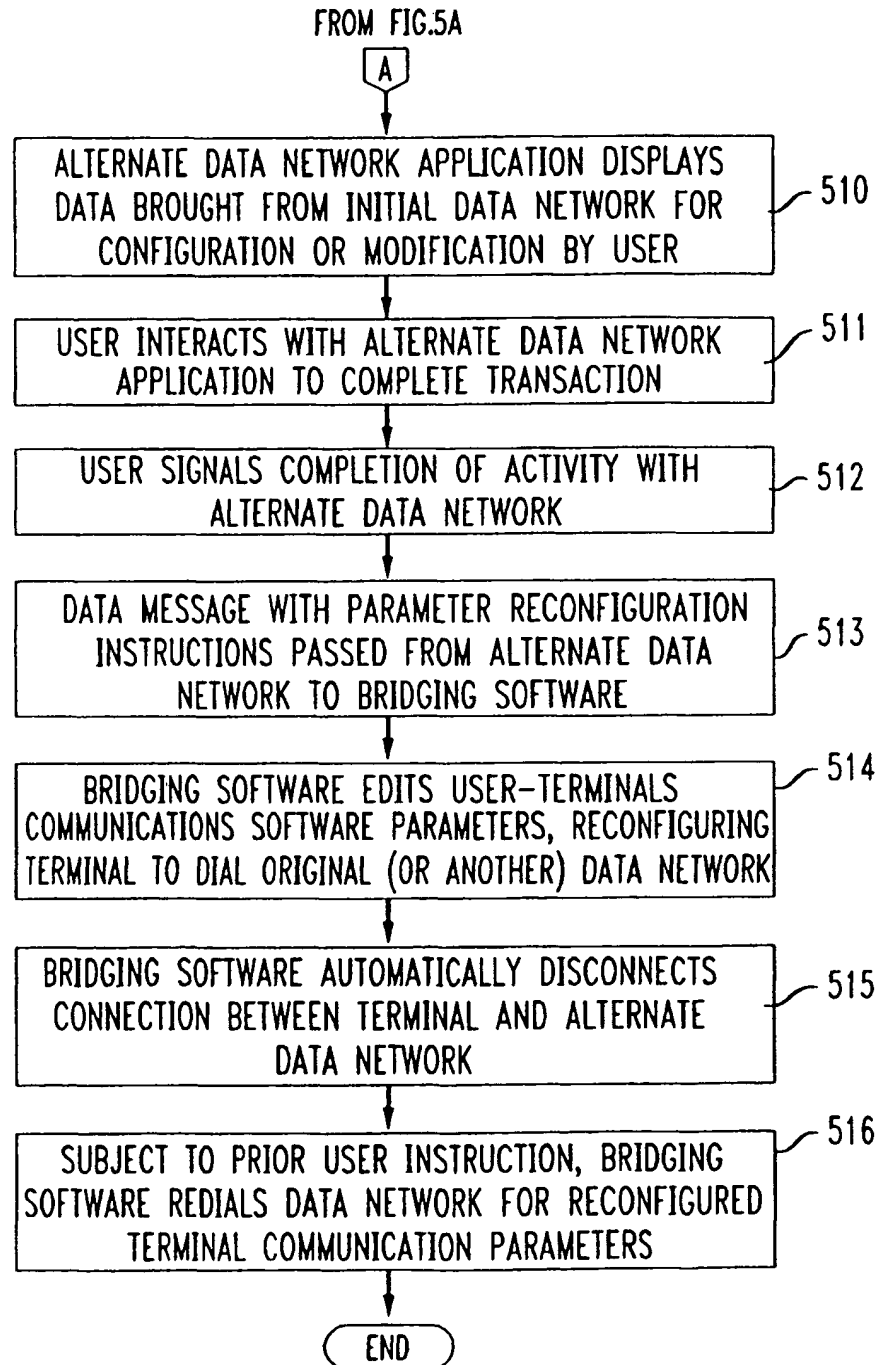 FROM FIG.5A
A
ALTERNATE DATA NETWORK APPLICATION DISPLAYS
DATA BROUGHT FROM INITIAL DATA NETWORK FOR
CONFIGURATION OR MODIFICATION BY USER
510
USER INTERACTS WITH ALTERNATE DATA NETWORK
APPLICATION TO COMPLETE TRANSACTION
511
USER SIGNALS COMPLETION OF ACTIVITY WITH
ALTERNATE DATA NETWORK
512
DATA MESSAGE WITH PARAMETER RECONFIGURATION
INSTRUCTIONS PASSED FROM ALTERNATE DATA
NETWORK TO BRIDGING SOFTWARE
513
BRIDGING SOFTWARE EDITS USER-TERMINALS
COMMUNICATIONS SOFTWARE PARAMETERS, RECONFIGURING
TERMINAL TO DIAL ORIGINAL (OR ANOTHER) DATA NETWORK
514
BRIDGING SOFTWARE AUTOMATICALLY DISCONNECTS
CONNECTION BETWEEN TERMINAL AND ALTERNATE
DATA NETWORK
515
SUBJECT TO PRIOR USER INSTRUCTION, BRIDGING
SOFTWARE REDIALS DATA NETWORK FOR RECONFIGURED
TERMINAL COMMUNICATION PARAMETERS
516
END